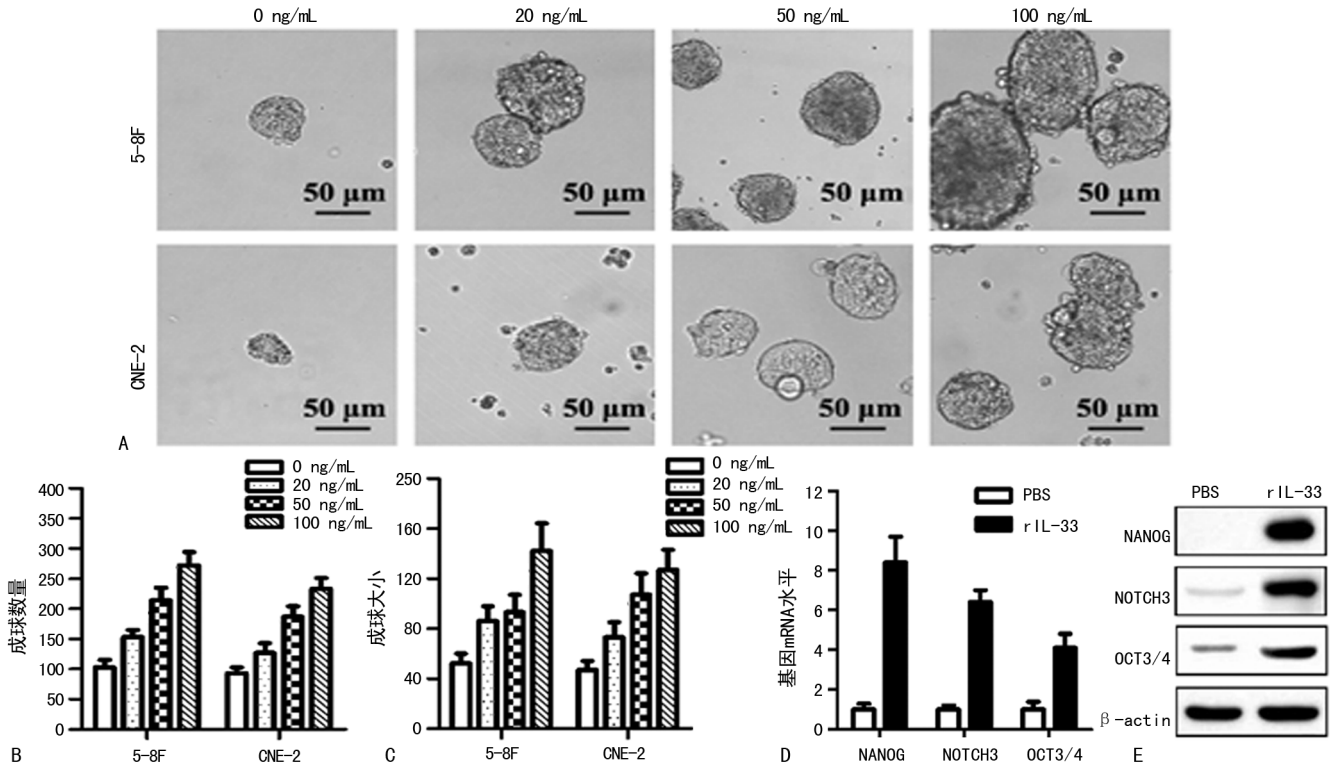 0 ng/mL 20 ng/mL 50 ng/mL 100 ng/mL
5-8F
50 μm 50 μm 50 μm 50 μm
CNE-2
50 μm 50 μm 50 μm 50 μm
A
成球数量
400
350
300
250
200
150
100
50
0
0 ng/mL
20 ng/mL
50 ng/mL
100 ng/mL
5-8F CNE-2
B
成球大小
250
160
120
80
40
0
0 ng/mL
20 ng/mL
50 ng/mL
100 ng/mL
5-8F CNE-2
C
基因mRNA水平
12
10
8
6
4
2
0
PBS
rIL-33
NANOG NOTCH3 OCT3/4
D
PBS rIL-33
NANOG
NOTCH3
OCT3/4
β-actin
E